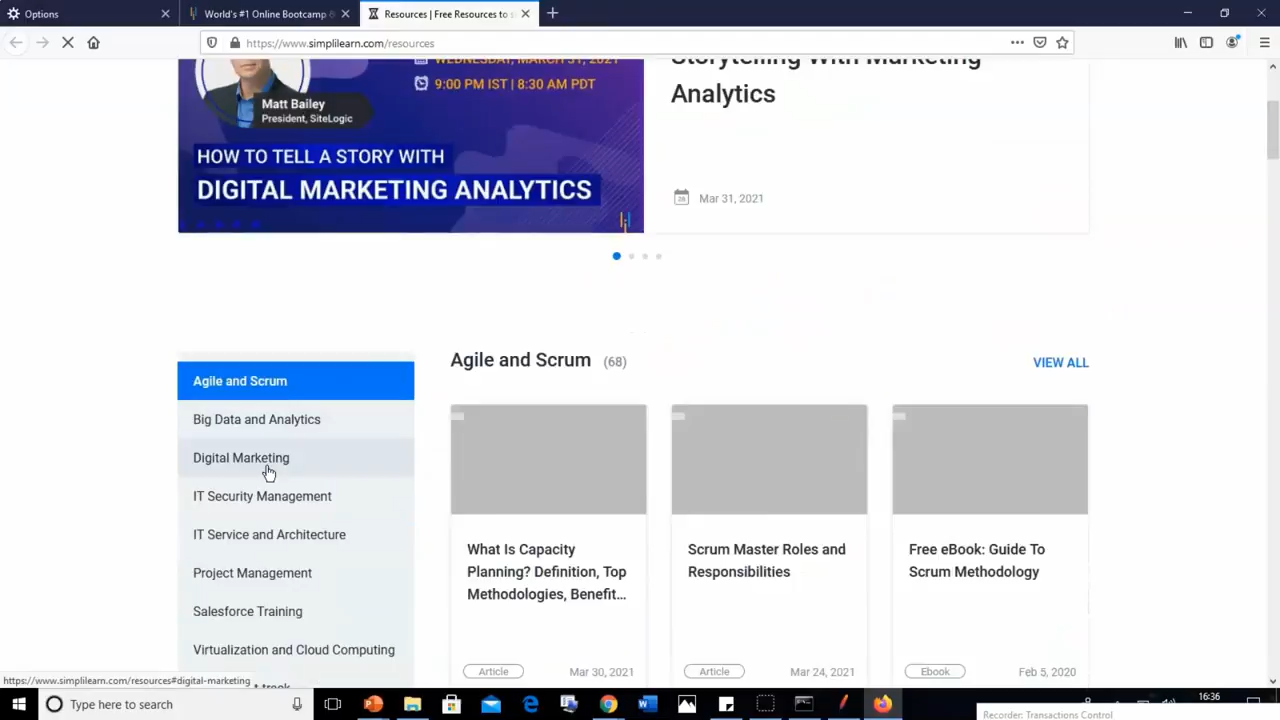 Options
World's #1 Online Bootcamp &
Resources | Free Resources to
https://www.simplilearn.com/resources
WEDNESDAY, MARCH 31, 2021
9:00 PM IST | 8:30 AM PDT
Matt Bailey
President, SiteLogic
HOW TO TELL A STORY WITH
DIGITAL MARKETING ANALYTICS
Storytelling With Marketing
Analytics
Mar 31, 2021
Agile and Scrum
Big Data and Analytics
Digital Marketing
IT Security Management
IT Service and Architecture
Project Management
Salesforce Training
Virtualization and Cloud Computing
Agile and Scrum (68)
VIEW ALL
What Is Capacity
Planning? Definition, Top
Methodologies, Benefit...
Article
Mar 30, 2021
Scrum Master Roles and
Responsibilities
Article
Mar 24, 2021
Free eBook: Guide To
Scrum Methodology
Ebook
Feb 5, 2020
https://www.simplilearn.com/resources#digital-marketing
Type here to search
16:36
Recorder: Transactions Control